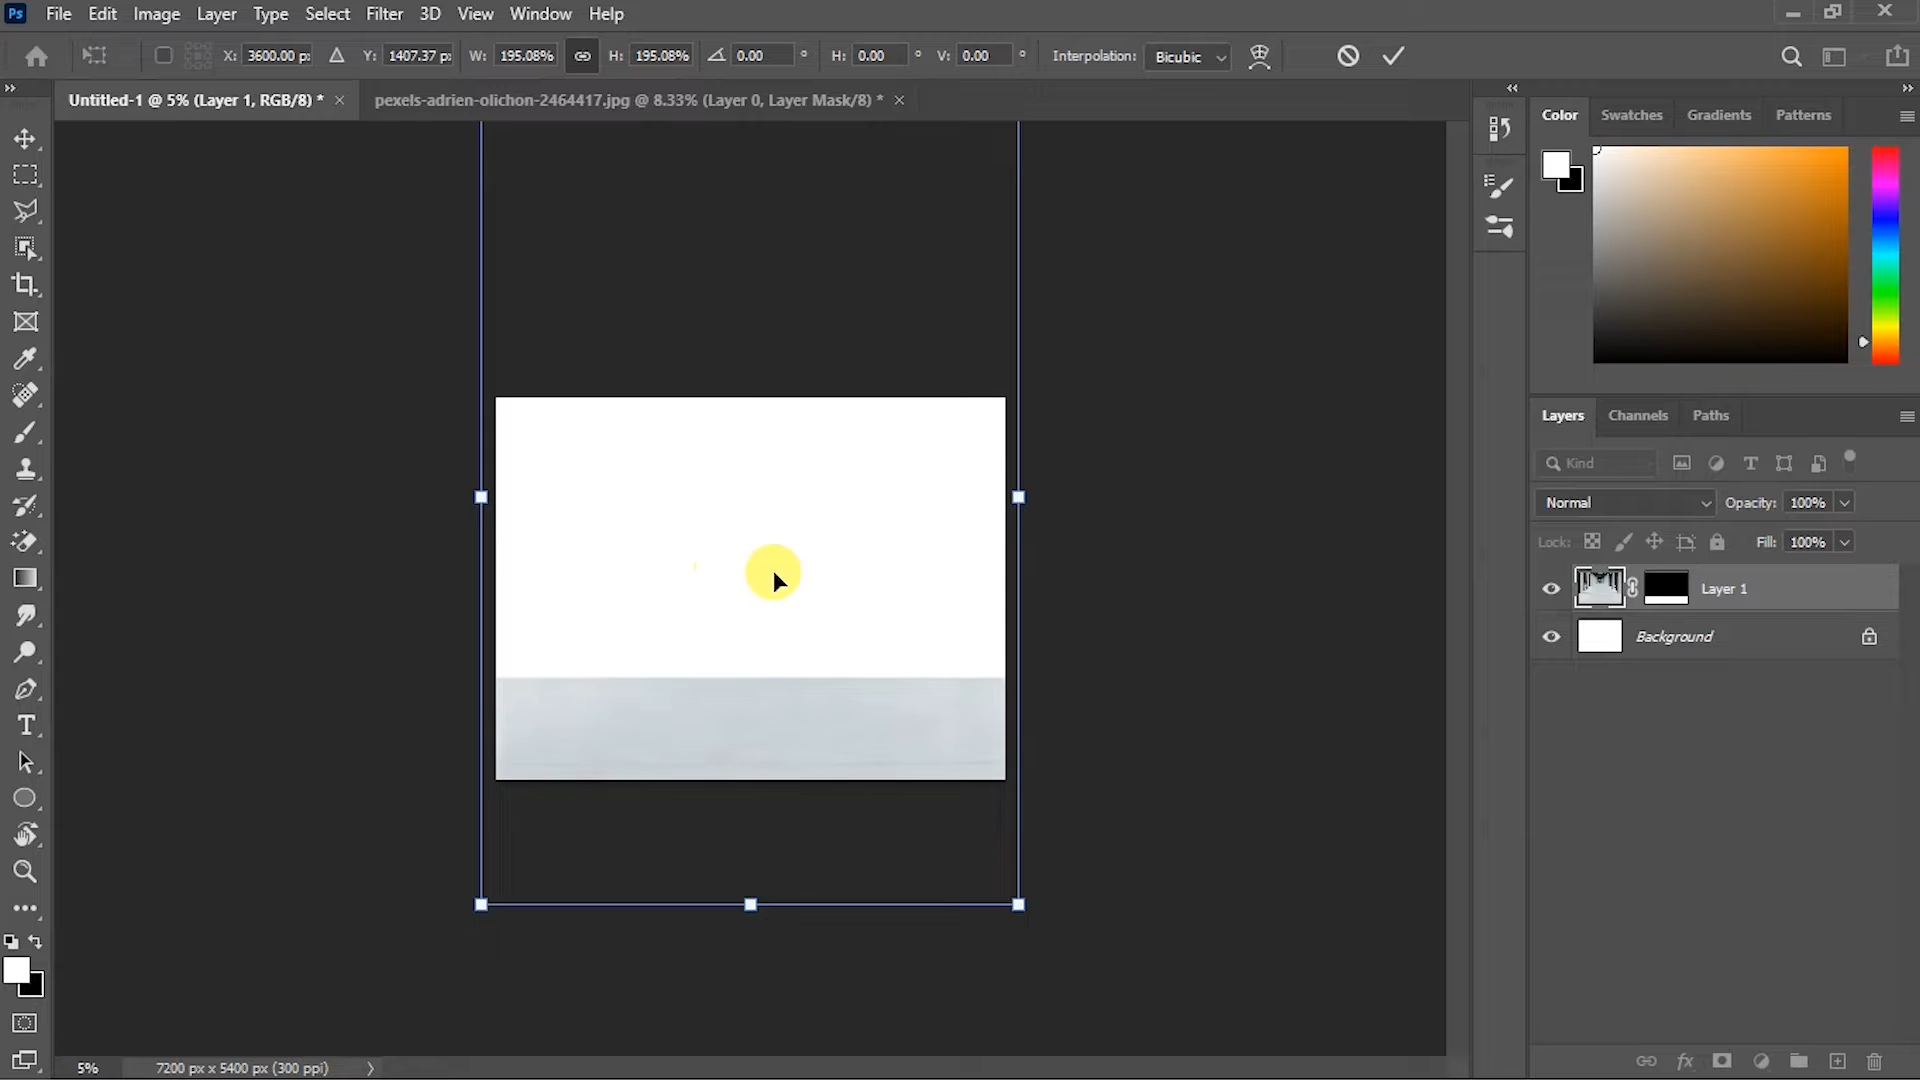 Ps File Edit Image Layer Type Select Filter 3D View Window Help
X: 3600.00 p: Y: 1407.37 p: W: 195.08% H: 195.08% 0.00 ° H: 0.00 ° V: 0.00 ° Interpolation: Bicubic
Untitled-1 @ 5% (Layer 1, RGB/8) * × pexels-adrien-olichon-2464417.jpg @ 8.33% (Layer 0, Layer Mask/8) * ×
Color Swatches Gradients Patterns
Layers Channels Paths
Kind
Normal Opacity: 100%
Lock: Fill: 100%
Layer 1
Background
fx
5% 7200 px x 5400 px (300 ppi)